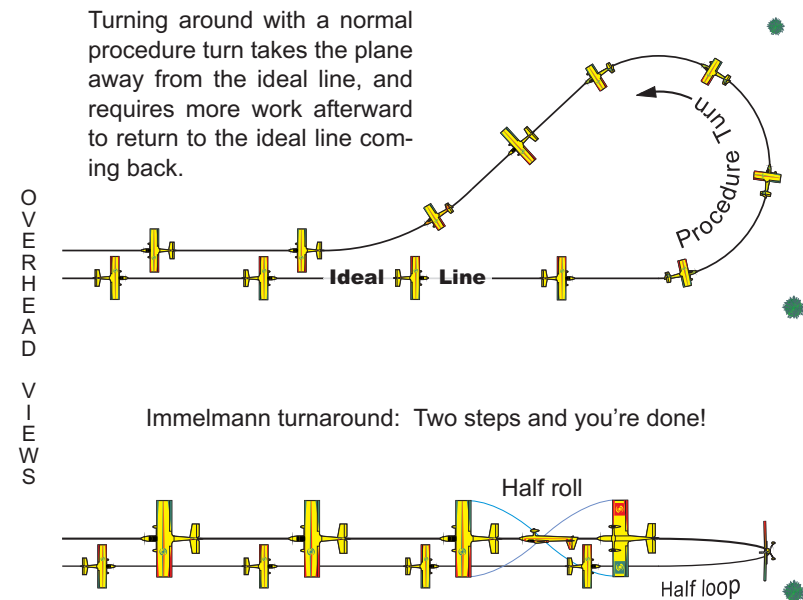 Turning around with a normal
procedure turn takes the plane
away from the ideal line, and
requires more work afterward
to return to the ideal line com-
ing back.
Procedure Turn
OVERHEAD VIEWS
Ideal Line
Immelmann turnaround:  Two steps and you're done!
Half roll
Half loop